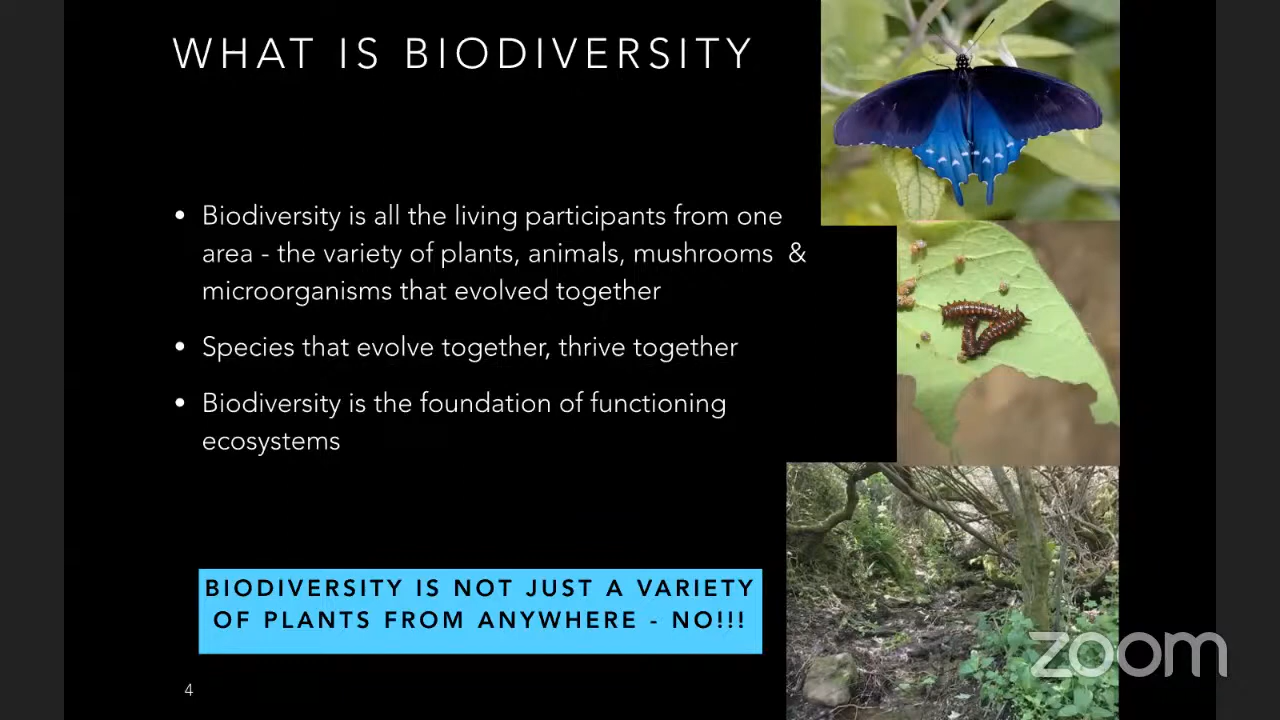 WHAT IS BIODIVERSITY
• Biodiversity is all the living participants from one
area - the variety of plants, animals, mushrooms &
microorganisms that evolved together
• Species that evolve together, thrive together
• Biodiversity is the foundation of functioning
ecosystems
BIODIVERSITY IS NOT JUST A VARIETY
OF PLANTS FROM ANYWHERE - NO!!!
4
zoom